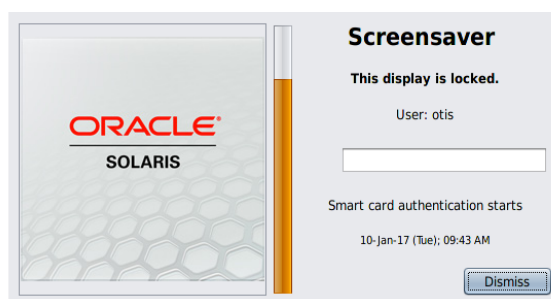 ORACLE®
SOLARIS
Screensaver
This display is locked.
User: otis
Smart card authentication starts
10-Jan-17 (Tue); 09:43 AM
Dismiss